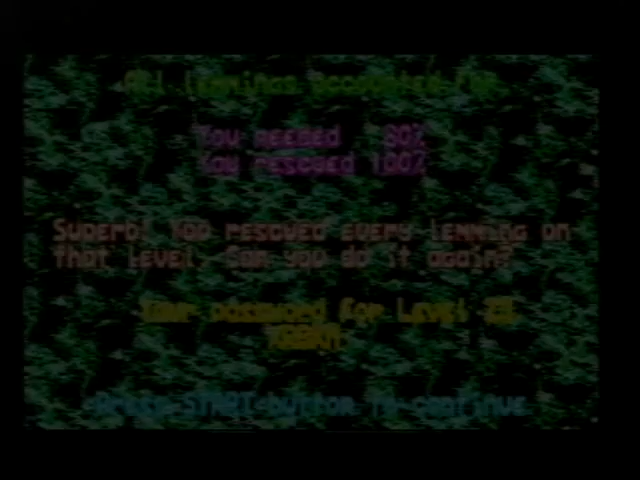 All lemmings accounted for.
You needed 80%
You rescued 100%
Superb! You rescued every lemming on
that level. Can you do it again?
Your password for Level
Press START button to continue